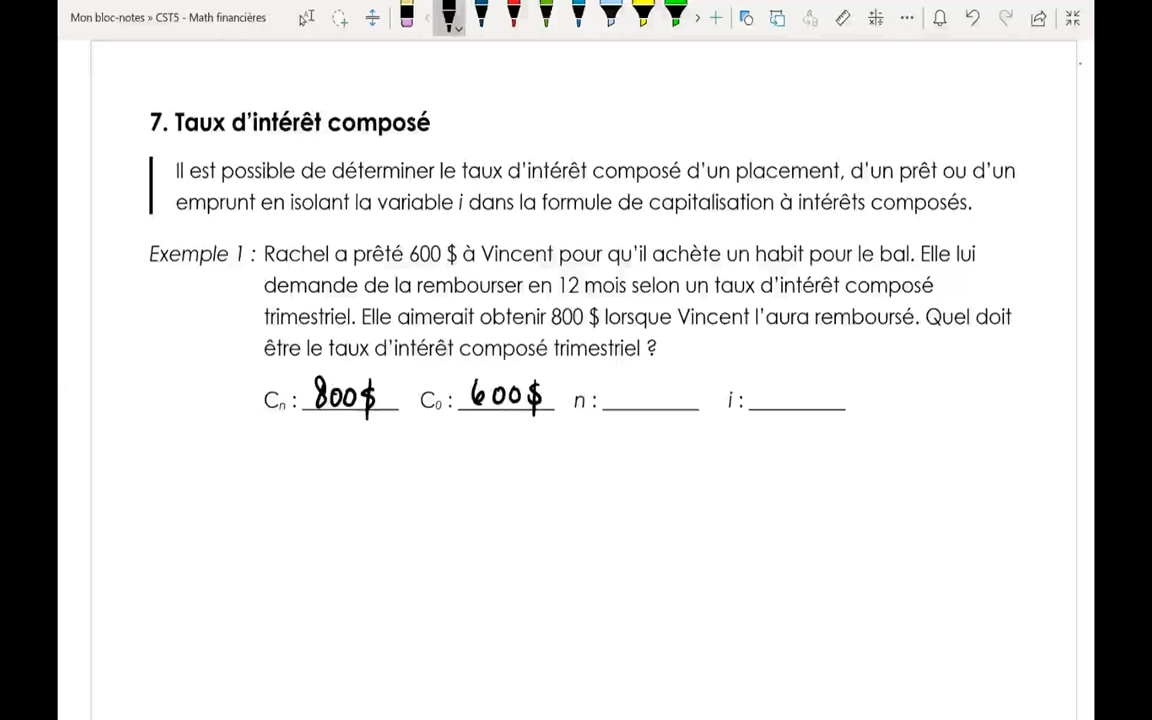 Mon bloc-notes » CST5 - Math financières
7. Taux d'intérêt composé
Il est possible de déterminer le taux d'intérêt composé d'un placement, d'un prêt ou d'un
emprunt en isolant la variable i dans la formule de capitalisation à intérêts composés.
Exemple 1 : Rachel a prêté 600 $ à Vincent pour qu'il achète un habit pour le bal. Elle lui
demande de la rembourser en 12 mois selon un taux d'intérêt composé
trimestriel. Elle aimerait obtenir 800 $ lorsque Vincent l'aura remboursé. Quel doit
être le taux d'intérêt composé trimestriel ?
Cn : 800$ C0 : 600$ n : ________ i : ________